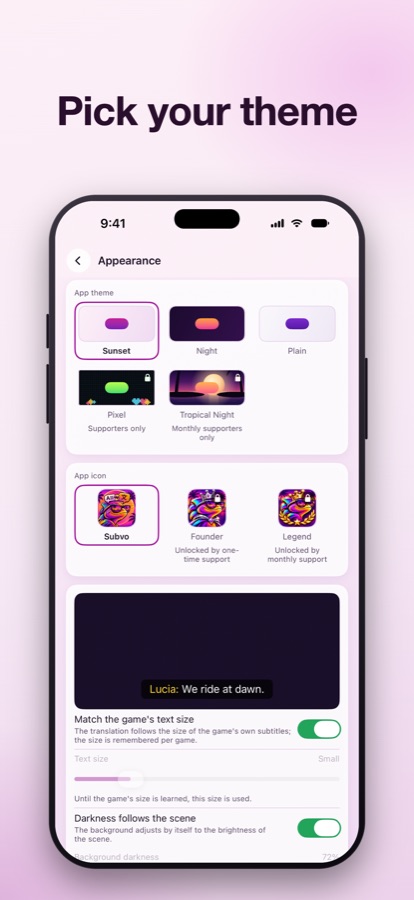 Pick your theme
9:41
Appearance
App theme
Sunset
Night
Plain
Pixel
Supporters only
Tropical Night
Monthly supporters
only
App icon
Subvo
Founder
Unlocked by one-
time support
Legend
Unlocked by
monthly support
Lucia: We ride at dawn.
Match the game's text size
The translation follows the size of the game's own subtitles;
the size is remembered per game.
Text size
Small
Until the game's size is learned, this size is used.
Darkness follows the scene
The background adjusts by itself to the brightness of
the scene.
Background darkness